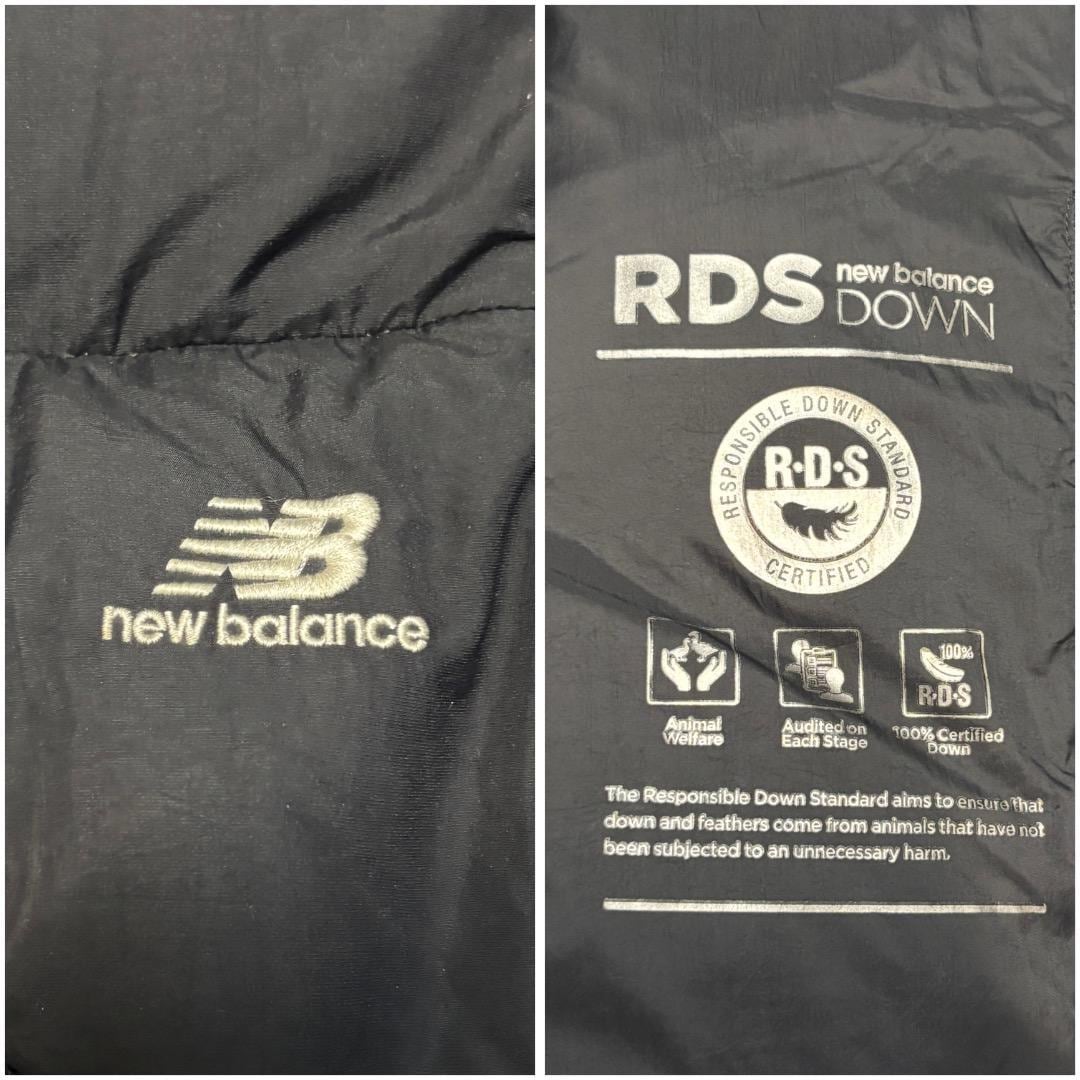 NB
new balance
RDS new balance
DOWN
RESPONSIBLE DOWN STANDARD
R·D·S
CERTIFIED
Animal
Welfare
Audited on
Each Stage
100%
R·D·S
100% Certified
Down
The Responsible Down Standard aims to ensure that
down and feathers come from animals that have not
been subjected to an unnecessary harm.